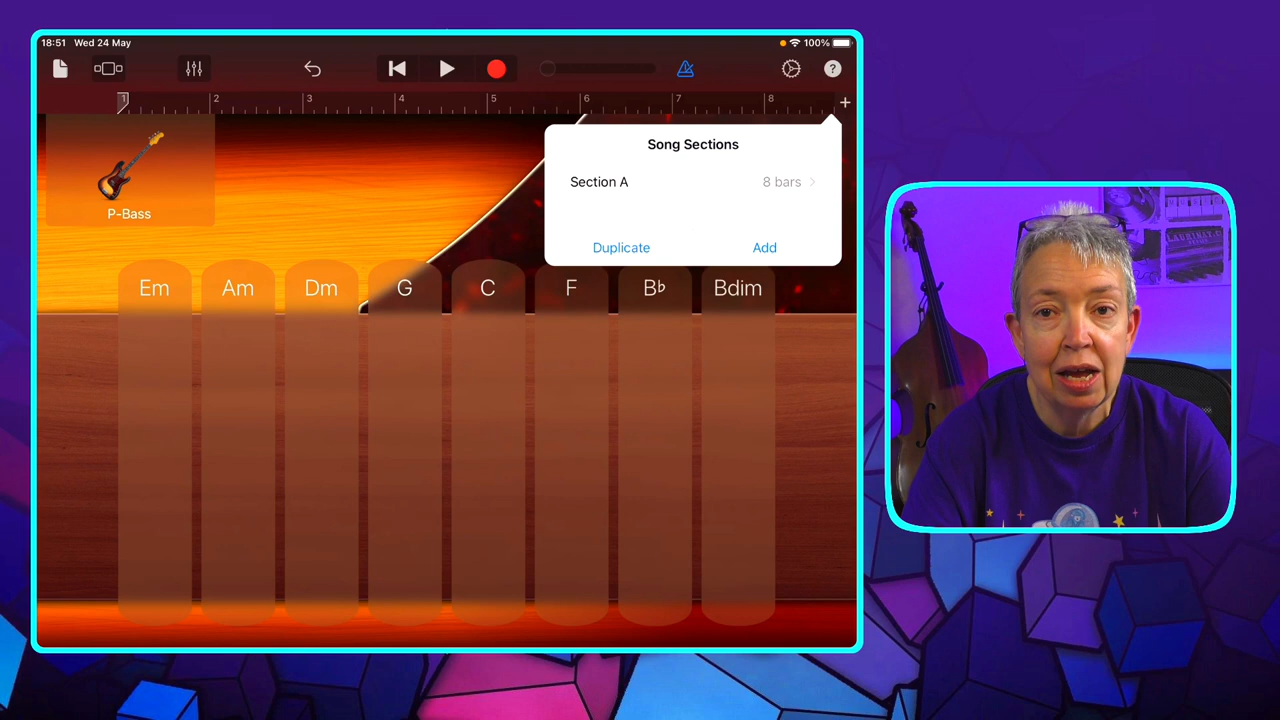 18:51 Wed 24 May
100%
1 2 3 4 5 6 7 8 +
Song Sections
Section A 8 bars >
Duplicate Add
P-Bass
Em Am Dm G C F B♭ Bdim